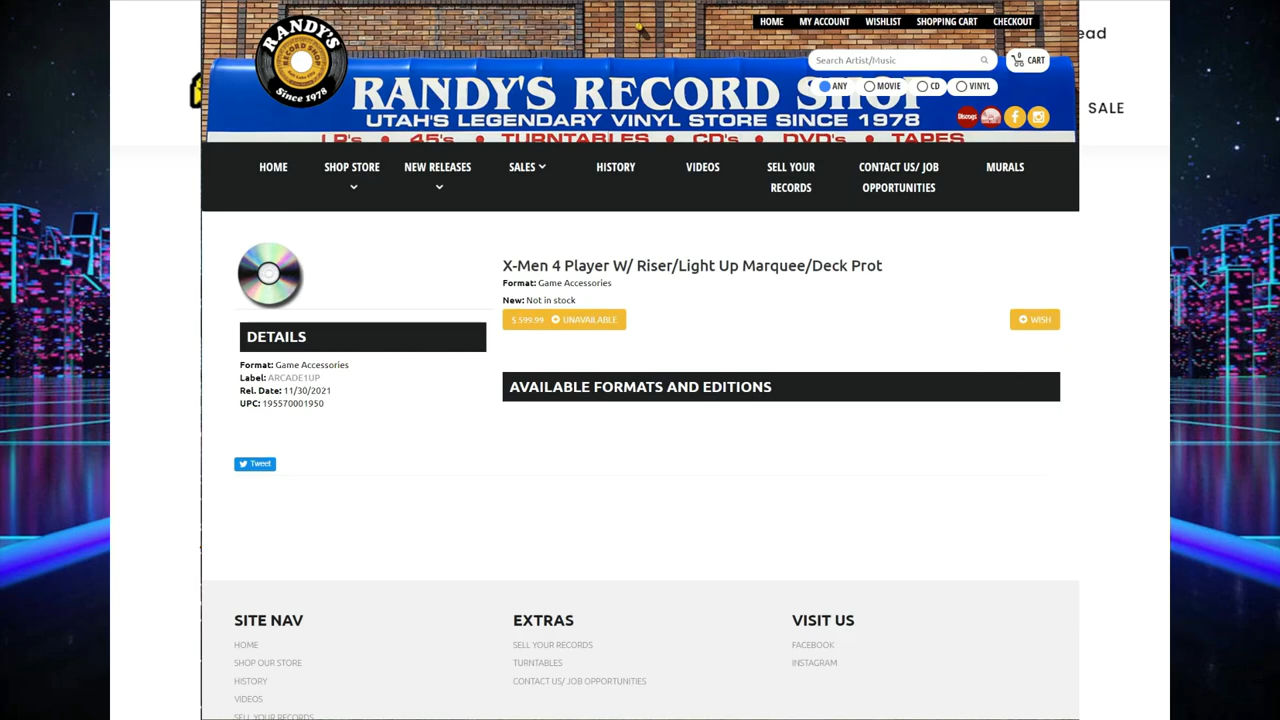 HOME MY ACCOUNT WISHLIST SHOPPING CART CHECKOUT
ead
RANDY'S
RECORD SHOP
Since 1978
Search Artist/Music
0 CART
RANDY'S RECORD SHOP
ANY MOVIE CD VINYL
SALE
UTAH'S LEGENDARY VINYL STORE SINCE 1978
Discogs
LP's • 45's • TURNTABLES • CD's • DVD's • TAPES
HOME
SHOP STORE
NEW RELEASES
SALES
HISTORY
VIDEOS
SELL YOUR
RECORDS
CONTACT US/ JOB
OPPORTUNITIES
MURALS
X-Men 4 Player W/ Riser/Light Up Marquee/Deck Prot
Format: Game Accessories
New: Not in stock
$ 599.99 UNAVAILABLE
WISH
DETAILS
Format: Game Accessories
Label: ARCADE1UP
Rel. Date: 11/30/2021
UPC: 195570001950
AVAILABLE FORMATS AND EDITIONS
Tweet
SITE NAV
HOME
SHOP OUR STORE
HISTORY
VIDEOS
SELL YOUR RECORDS
EXTRAS
SELL YOUR RECORDS
TURNTABLES
CONTACT US/ JOB OPPORTUNITIES
VISIT US
FACEBOOK
INSTAGRAM